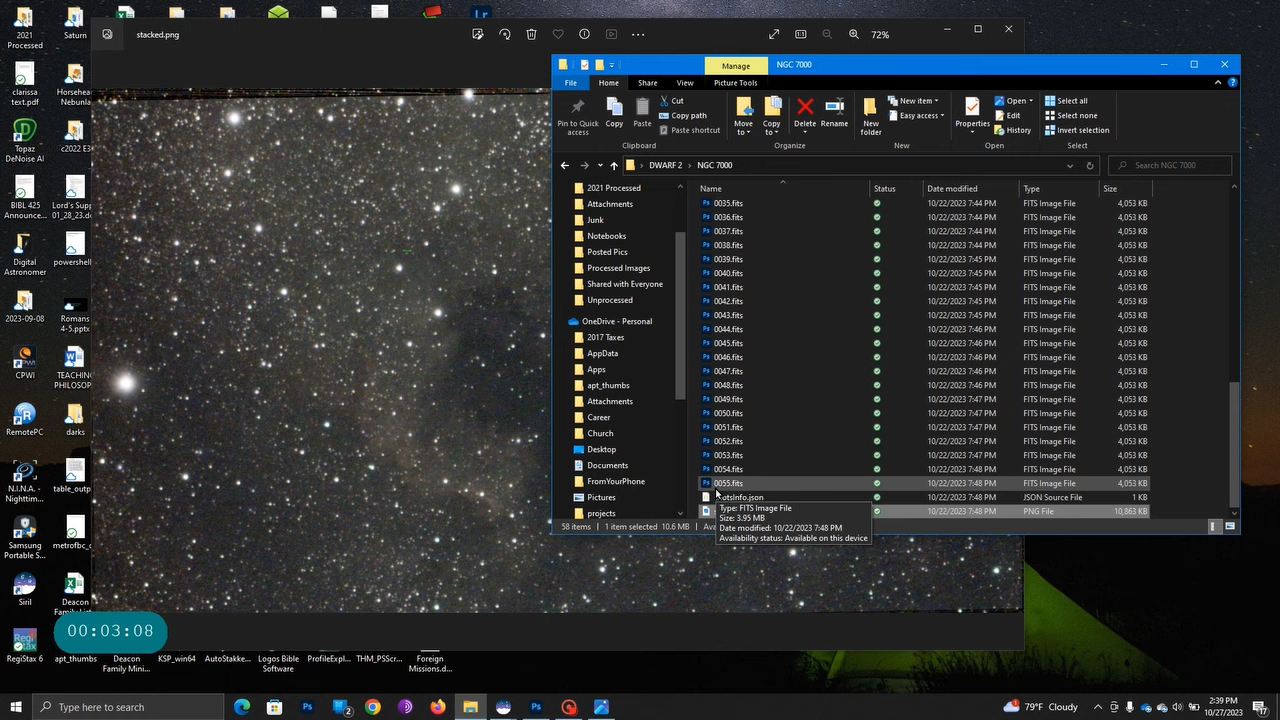 2021
Processed
Saturn
clarissa
text.pdf
Horsehead
Nebunla...
Topaz
DeNoise AI
c2022 E3
BIBL 425
Announce...
Lord's Supp
01_28_23.do
Digital
Astronomer
powershell
2023-09-08
Romans
4-5.pptx
CPWI
TEACHING
PHILOSOP
RemotePC
darks
N.I.N.A. -
table_outp
Samsung
Portable S...
metrofbc_d
Siril
Deacon
RegiStax 6
apt_thumbs
Deacon
Family Mini...
KSP_win64
AutoStakke...
Logos Bible
Software
ProfileExpl...
THM_PSScr...
Foreign
Missions.d...
Lr
stacked.png
72%
Manage
NGC 7000
File
Home
Share
View
Picture Tools
Pin to Quick
access
Copy
Paste
Cut
Copy path
Paste shortcut
Clipboard
Move
to
Copy
to
Delete
Rename
Organize
New
folder
New item
Easy access
New
Properties
Open
Edit
History
Open
Select all
Select none
Invert selection
Select
DWARF 2
NGC 7000
Search NGC 7000
2021 Processed
Attachments
Junk
Notebooks
Posted Pics
Processed Images
Shared with Everyone
Unprocessed
OneDrive - Personal
2017 Taxes
AppData
Apps
apt_thumbs
Attachments
Career
Church
Desktop
Documents
FromYourPhone
Pictures
projects
Name Status Date modified Type Size
0035.fits 10/22/2023 7:44 PM FITS Image File 4,053 KB
0036.fits 10/22/2023 7:44 PM FITS Image File 4,053 KB
0037.fits 10/22/2023 7:44 PM FITS Image File 4,053 KB
0038.fits 10/22/2023 7:44 PM FITS Image File 4,053 KB
0039.fits 10/22/2023 7:45 PM FITS Image File 4,053 KB
0040.fits 10/22/2023 7:45 PM FITS Image File 4,053 KB
0041.fits 10/22/2023 7:45 PM FITS Image File 4,053 KB
0042.fits 10/22/2023 7:45 PM FITS Image File 4,053 KB
0043.fits 10/22/2023 7:45 PM FITS Image File 4,053 KB
0044.fits 10/22/2023 7:46 PM FITS Image File 4,053 KB
0045.fits 10/22/2023 7:46 PM FITS Image File 4,053 KB
0046.fits 10/22/2023 7:46 PM FITS Image File 4,053 KB
0047.fits 10/22/2023 7:46 PM FITS Image File 4,053 KB
0048.fits 10/22/2023 7:46 PM FITS Image File 4,053 KB
0049.fits 10/22/2023 7:47 PM FITS Image File 4,053 KB
0050.fits 10/22/2023 7:47 PM FITS Image File 4,053 KB
0051.fits 10/22/2023 7:47 PM FITS Image File 4,053 KB
0052.fits 10/22/2023 7:47 PM FITS Image File 4,053 KB
0053.fits 10/22/2023 7:48 PM FITS Image File 4,053 KB
0054.fits 10/22/2023 7:48 PM FITS Image File 4,053 KB
0055.fits 10/22/2023 7:48 PM FITS Image File 4,053 KB
otsInfo.json 10/22/2023 7:48 PM JSON Source File 1 KB
10/22/2023 7:48 PM PNG File 10,863 KB
Type: FITS Image File
Size: 3.95 MB
Date modified: 10/22/2023 7:48 PM
Availability status: Available on this device
58 items
1 item selected 10.6 MB
00:03:08
Type here to search
2
79°F Cloudy
2:39 PM
10/27/2023
17